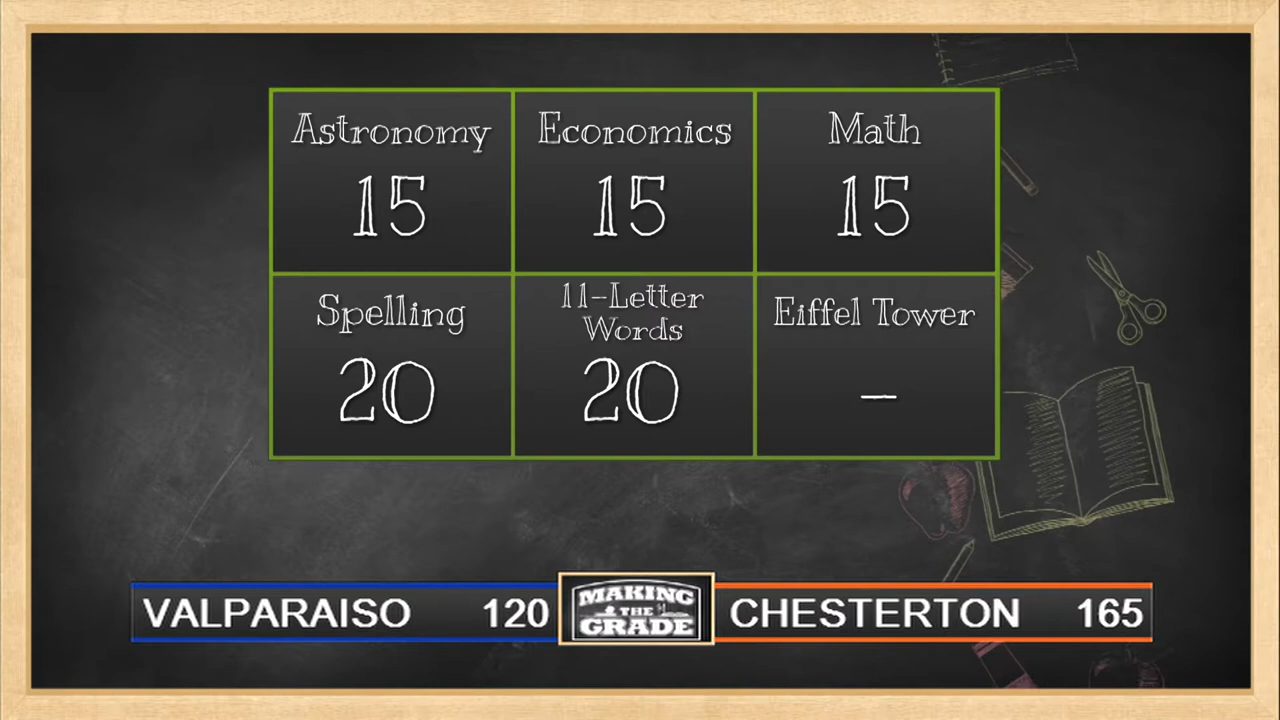 Astronomy Economics Math
15 15 15
Spelling 11-Letter Words Eiffel Tower
20 20 –
VALPARAISO 120 MAKING THE GRADE CHESTERTON 165